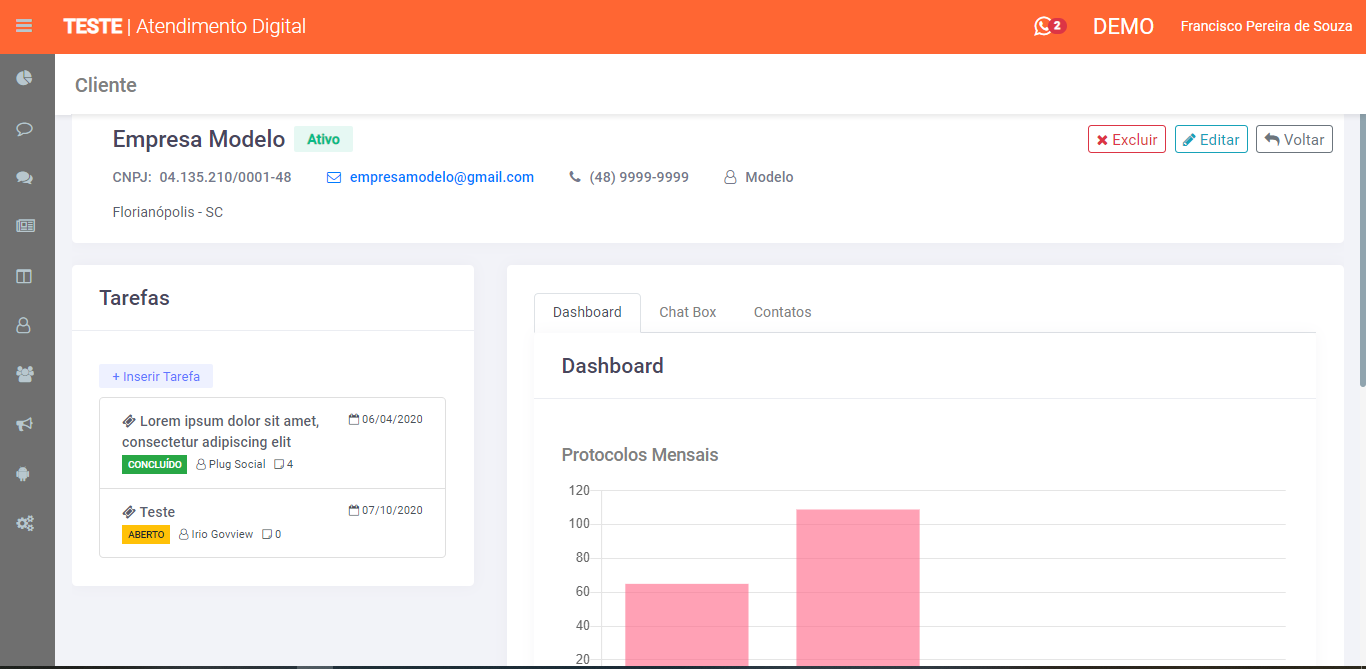 TESTE | Atendimento Digital
2
DEMO
Francisco Pereira de Souza
Cliente
Empresa Modelo
Ativo
Excluir
Editar
Voltar
CNPJ: 04.135.210/0001-48
empresamodelo@gmail.com
(48) 9999-9999
Modelo
Florianópolis - SC
Tarefas
+ Inserir Tarefa
Lorem ipsum dolor sit amet,
consectetur adipiscing elit
06/04/2020
CONCLUÍDO
Plug Social
4
Teste
07/10/2020
ABERTO
Irio Govview
0
Dashboard
Chat Box
Contatos
Dashboard
Protocolos Mensais
120
100
80
60
40
20